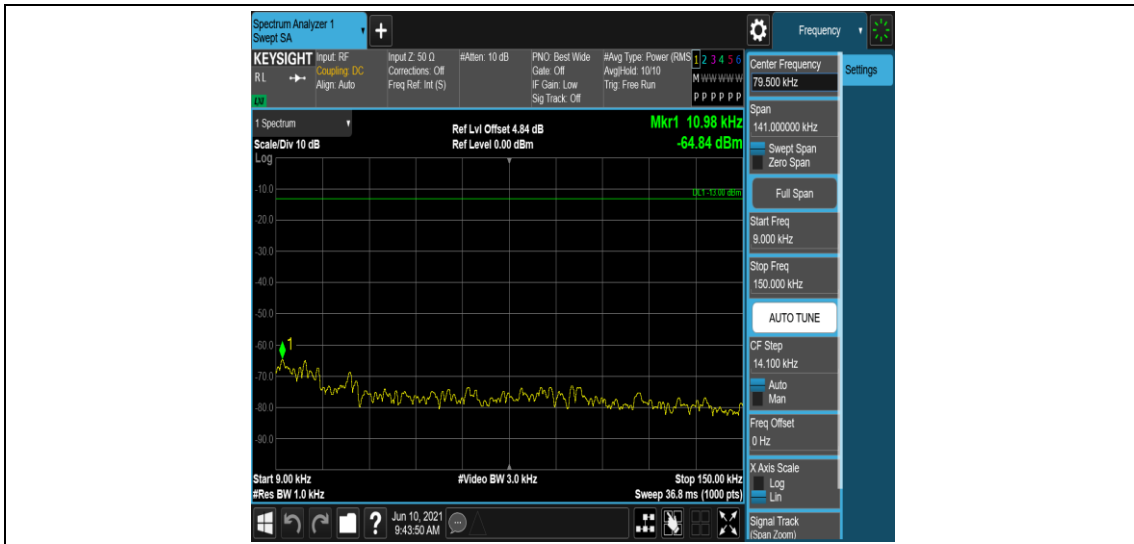 Spectrum Analyzer 1
Swept SA
+
Frequency
KEYSIGHT
RL
LXI
Input: RF
Coupling: DC
Align: Auto
Input Z: 50 Ω
Corrections: Off
Freq Ref: Int (S)
#Atten: 10 dB
PNO: Best Wide
Gate: Off
IF Gain: Low
Sig Track: Off
#Avg Type: Power (RMS
Avg|Hold: 10/10
Trig: Free Run
1 2 3 4 5 6
M W W W W W
P P P P P P
1 Spectrum
Scale/Div 10 dB
Log
Ref Lvl Offset 4.84 dB
Ref Level 0.00 dBm
Mkr1 10.98 kHz
-64.84 dBm
DL1 -13.00 dBm
-10.0
-20.0
-30.0
-40.0
-50.0
-60.0
1
-70.0
-80.0
-90.0
Start 9.00 kHz
#Video BW 3.0 kHz
Stop 150.00 kHz
#Res BW 1.0 kHz
Sweep 36.8 ms (1000 pts)
Center Frequency
79.500 kHz
Settings
Span
141.000000 kHz
Swept Span
Zero Span
Full Span
Start Freq
9.000 kHz
Stop Freq
150.000 kHz
AUTO TUNE
CF Step
14.100 kHz
Auto
Man
Freq Offset
0 Hz
X Axis Scale
Log
Lin
Signal Track
(Span Zoom)
?
Jun 10, 2021
9:43:50 AM